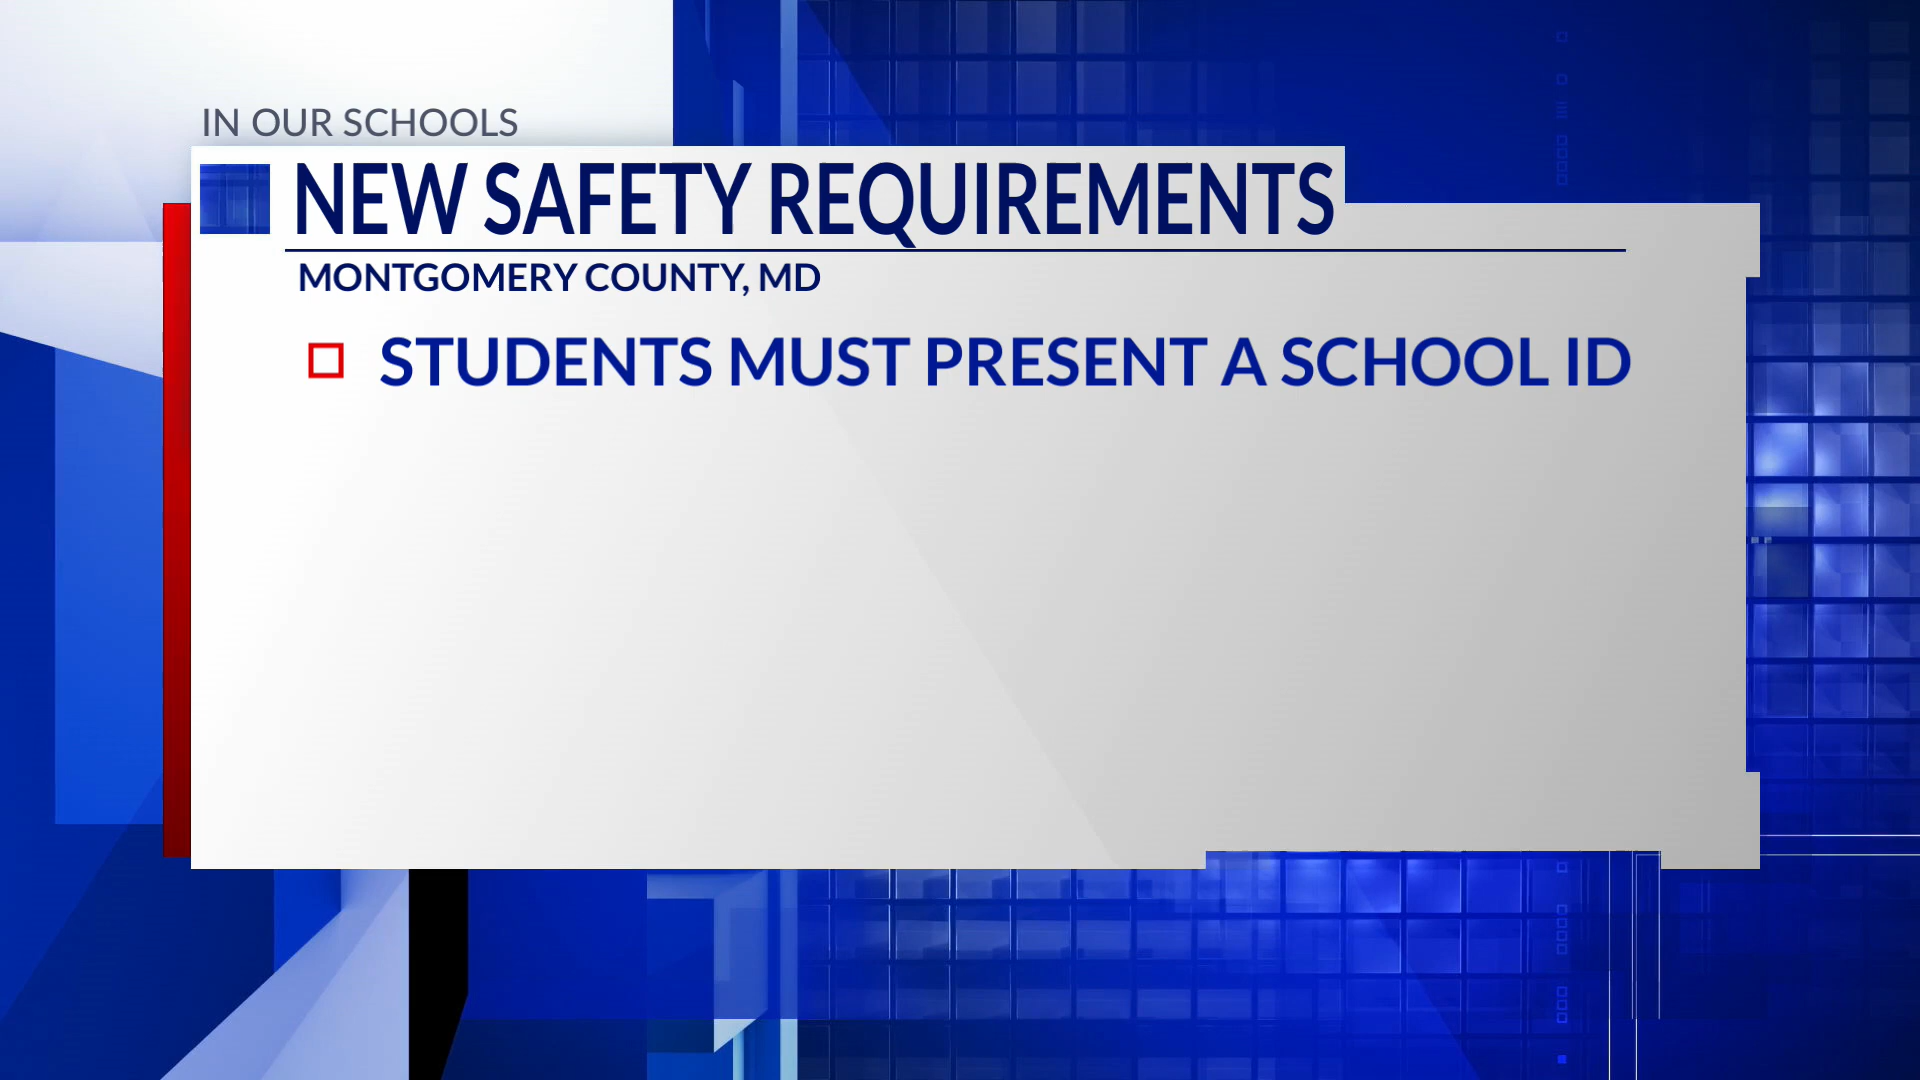 IN OUR SCHOOLS
NEW SAFETY REQUIREMENTS
MONTGOMERY COUNTY, MD
STUDENTS MUST PRESENT A SCHOOL ID